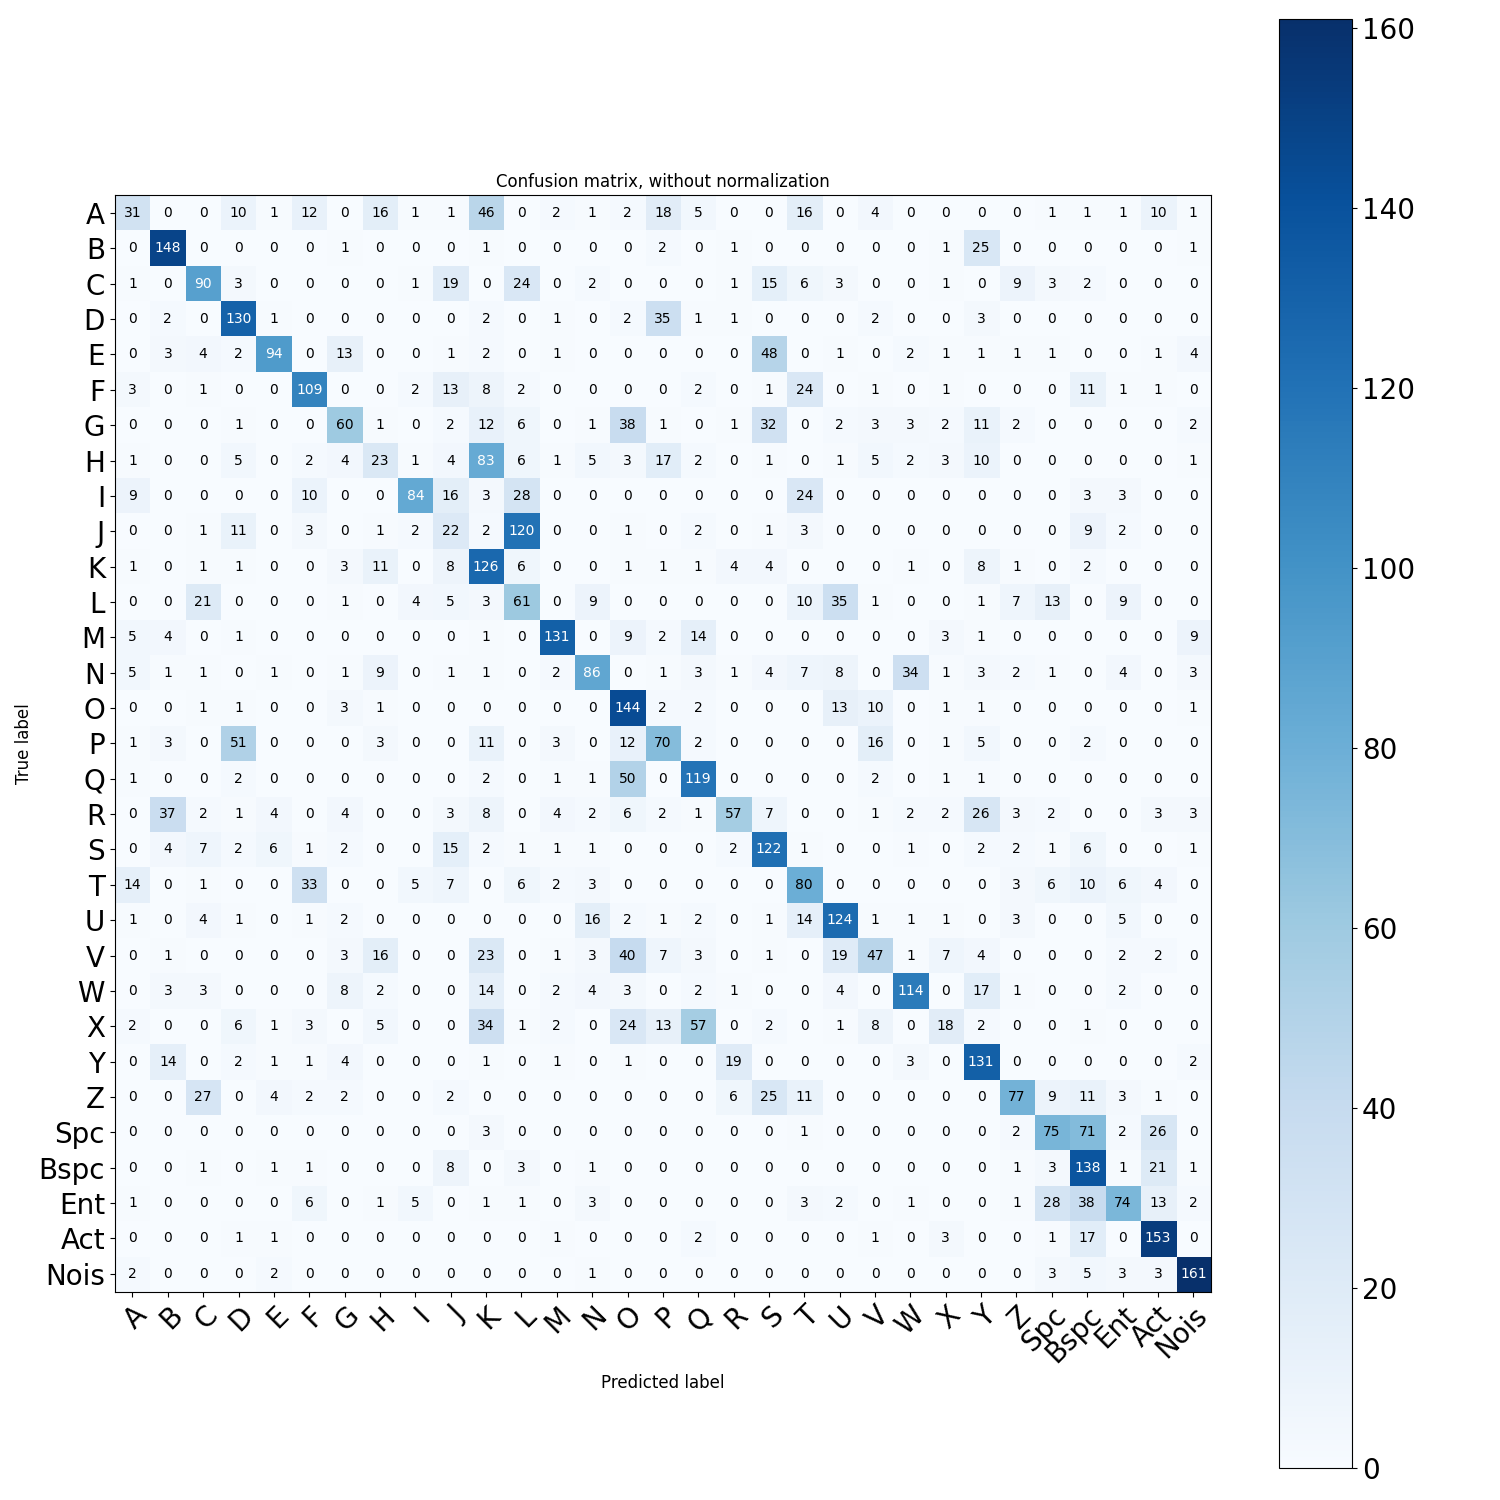 Confusion matrix, without normalization
A 31 0 0 10 1 12 0 16 1 1 46 0 2 1 2 18 5 0 0 16 0 4 0 0 0 0 1 1 1 10 1
B 0 148 0 0 0 0 1 0 0 0 1 0 0 0 0 2 0 1 0 0 0 0 0 1 25 0 0 0 0 0 1
C 1 0 90 3 0 0 0 0 1 19 0 24 0 2 0 0 0 1 15 6 3 0 0 1 0 9 3 2 0 0 0
D 0 2 0 130 1 0 0 0 0 0 2 0 1 0 2 35 1 1 0 0 0 2 0 0 3 0 0 0 0 0 0
E 0 3 4 2 94 0 13 0 0 1 2 0 1 0 0 0 0 0 48 0 1 0 2 1 1 1 1 0 0 1 4
F 3 0 1 0 0 109 0 0 2 13 8 2 0 0 0 0 2 0 1 24 0 1 0 1 0 0 0 11 1 1 0
G 0 0 0 1 0 0 60 1 0 2 12 6 0 1 38 1 0 1 32 0 2 3 3 2 11 2 0 0 0 0 2
H 1 0 0 5 0 2 4 23 1 4 83 6 1 5 3 17 2 0 1 0 1 5 2 3 10 0 0 0 0 0 1
I 9 0 0 0 0 10 0 0 84 16 3 28 0 0 0 0 0 0 0 24 0 0 0 0 0 0 0 3 3 0 0
J 0 0 1 11 0 3 0 1 2 22 2 120 0 0 1 0 2 0 1 3 0 0 0 0 0 0 0 9 2 0 0
K 1 0 1 1 0 0 3 11 0 8 126 6 0 0 1 1 1 4 4 0 0 0 1 0 8 1 0 2 0 0 0
L 0 0 21 0 0 0 1 0 4 5 3 61 0 9 0 0 0 0 0 10 35 1 0 0 1 7 13 0 9 0 0
M 5 4 0 1 0 0 0 0 0 0 1 0 131 0 9 2 14 0 0 0 0 0 0 3 1 0 0 0 0 0 9
N 5 1 1 0 1 0 1 9 0 1 1 0 2 86 0 1 3 1 4 7 8 0 34 1 3 2 1 0 4 0 3
O 0 0 1 1 0 0 3 1 0 0 0 0 0 0 144 2 2 0 0 0 13 10 0 1 1 0 0 0 0 0 1
P 1 3 0 51 0 0 0 3 0 0 11 0 3 0 12 70 2 0 0 0 0 16 0 1 5 0 0 2 0 0 0
Q 1 0 0 2 0 0 0 0 0 0 2 0 1 1 50 0 119 0 0 0 0 2 0 1 1 0 0 0 0 0 0
R 0 37 2 1 4 0 4 0 0 3 8 0 4 2 6 2 1 57 7 0 0 1 2 2 26 3 2 0 0 3 3
S 0 4 7 2 6 1 2 0 0 15 2 1 1 1 0 0 0 2 122 1 0 0 1 0 2 2 1 6 0 0 1
T 14 0 1 0 0 33 0 0 5 7 0 6 2 3 0 0 0 0 0 80 0 0 0 0 0 3 6 10 6 4 0
U 1 0 4 1 0 1 2 0 0 0 0 0 0 16 2 1 2 0 1 14 124 1 1 1 0 3 0 0 5 0 0
V 0 1 0 0 0 0 3 16 0 0 23 0 1 3 40 7 3 0 1 0 19 47 1 7 4 0 0 0 2 2 0
W 0 3 3 0 0 0 8 2 0 0 14 0 2 4 3 0 2 1 0 0 4 0 114 0 17 1 0 0 2 0 0
X 2 0 0 6 1 3 0 5 0 0 34 1 2 0 24 13 57 0 2 0 1 8 0 18 2 0 0 1 0 0 0
Y 0 14 0 2 1 1 4 0 0 0 1 0 1 0 1 0 0 19 0 0 0 0 3 0 131 0 0 0 0 0 2
Z 0 0 27 0 4 2 2 0 0 2 0 0 0 0 0 0 0 6 25 11 0 0 0 0 0 77 9 11 3 1 0
Spc 0 0 0 0 0 0 0 0 0 0 3 0 0 0 0 0 0 0 0 1 0 0 0 0 0 2 75 71 2 26 0
Bspc 0 0 1 0 1 1 0 0 0 8 0 3 0 1 0 0 0 0 0 0 0 0 0 0 0 1 3 138 1 21 1
Ent 1 0 0 0 0 6 0 1 5 0 1 1 0 3 0 0 0 0 0 3 2 0 1 0 0 1 28 38 74 13 2
Act 0 0 0 1 1 0 0 0 0 0 0 0 1 0 0 0 2 0 0 0 0 1 0 3 0 0 1 17 0 153 0
Nois 2 0 0 0 2 0 0 0 0 0 0 0 0 1 0 0 0 0 0 0 0 0 0 0 0 0 3 5 3 3 161
A B C D E F G H I J K L M N O P Q R S T U V W X Y Z Spc Bspc Ent Act Nois
True label
Predicted label
160
140
120
100
80
60
40
20
0